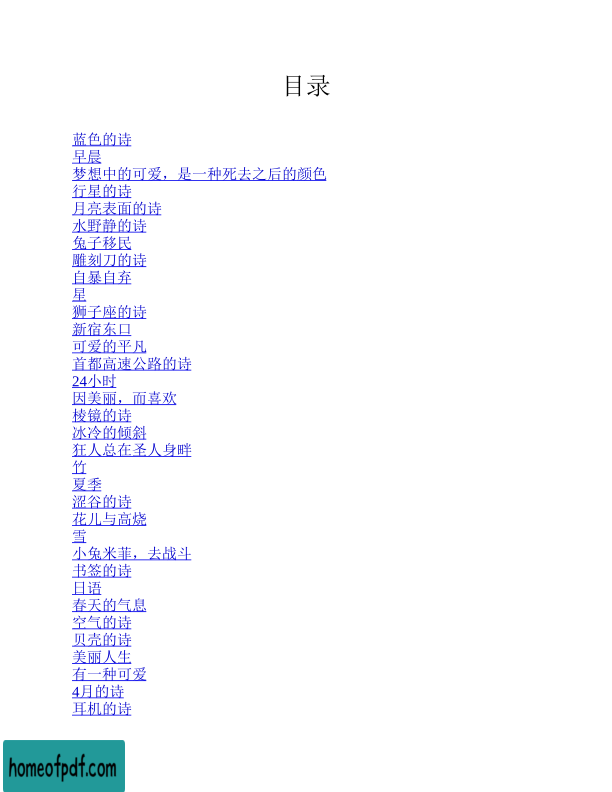 目录
蓝色的诗
早晨
梦想中的可爱，是一种死去之后的颜色
行星的诗
月亮表面的诗
水野静的诗
兔子移民
雕刻刀的诗
自暴自弃
星
狮子座的诗
新宿东口
可爱的平凡
首都高速公路的诗
24小时
因美丽，而喜欢
棱镜的诗
冰冷的倾斜
狂人总在圣人身畔
竹
夏季
涩谷的诗
花儿与高烧
雪
小兔米菲，去战斗
书签的诗
日语
春天的气息
空气的诗
贝壳的诗
美丽人生
有一种可爱
4月的诗
耳机的诗
homeofpdf.com